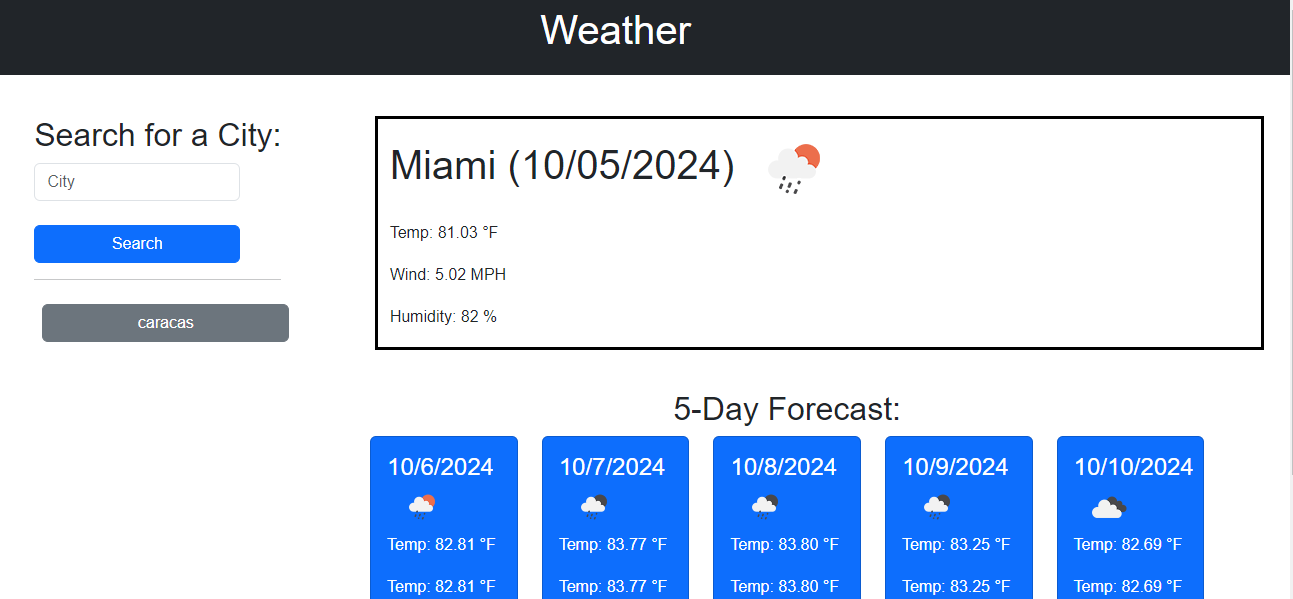 Weather
Search for a City:
City
Search
caracas
Miami (10/05/2024)
Temp: 81.03 °F
Wind: 5.02 MPH
Humidity: 82 %
5-Day Forecast:
10/6/2024
Temp: 82.81 °F
Temp: 82.81 °F
10/7/2024
Temp: 83.77 °F
Temp: 83.77 °F
10/8/2024
Temp: 83.80 °F
Temp: 83.80 °F
10/9/2024
Temp: 83.25 °F
Temp: 83.25 °F
10/10/2024
Temp: 82.69 °F
Temp: 82.69 °F